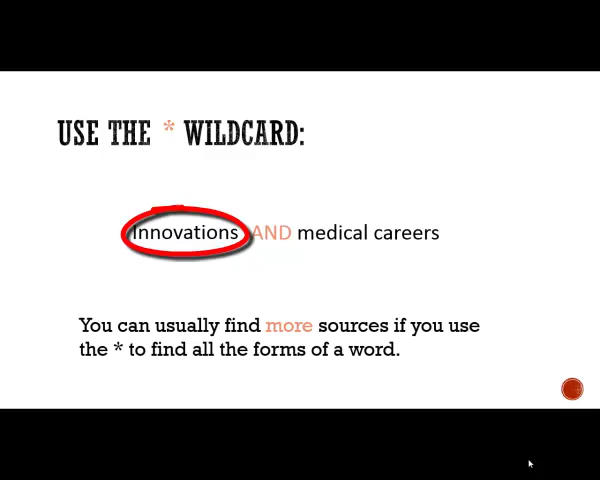 USE THE * WILDCARD:
Innovations AND medical careers
You can usually find more sources if you use
the * to find all the forms of a word.